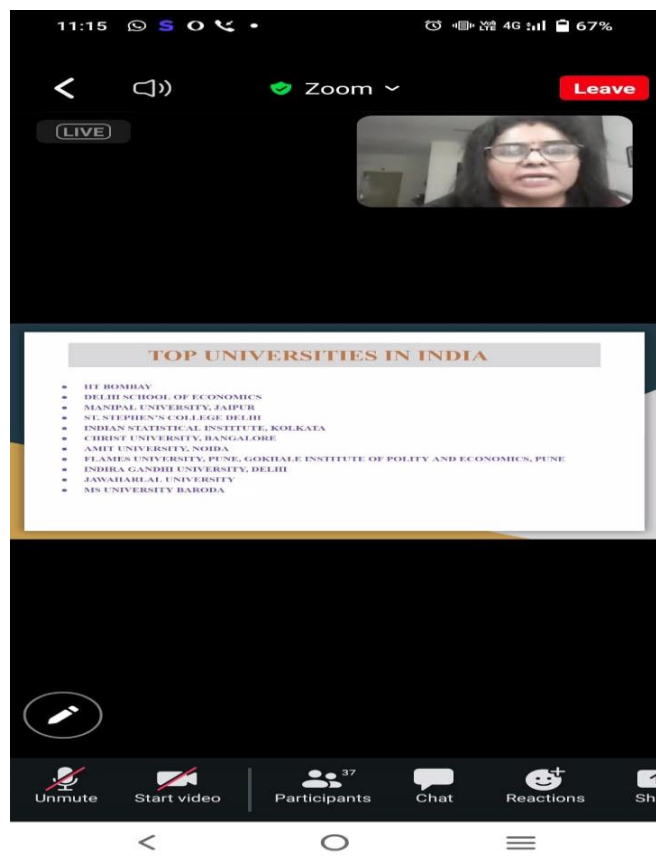 11:15
VoLTE 4G 67%
Zoom
Leave
LIVE
TOP UNIVERSITIES IN INDIA
• IIT BOMBAY
• DELHI SCHOOL OF ECONOMICS
• MANIPAL UNIVERSITY, JAIPUR
• ST. STEPHEN'S COLLEGE DELHI
• INDIAN STATISTICAL INSTITUTE, KOLKATA
• CHRIST UNIVERSITY, BANGALORE
• AMIT UNIVERSITY, NOIDA
• FLAMES UNIVERSITY, PUNE, GOKHALE INSTITUTE OF POLITY AND ECONOMICS, PUNE
• INDIRA GANDHI UNIVERSITY, DELHI
• JAWAHARLAL UNIVERSITY
• MS UNIVERSITY BARODA
37
Unmute Start video Participants Chat Reactions Sh